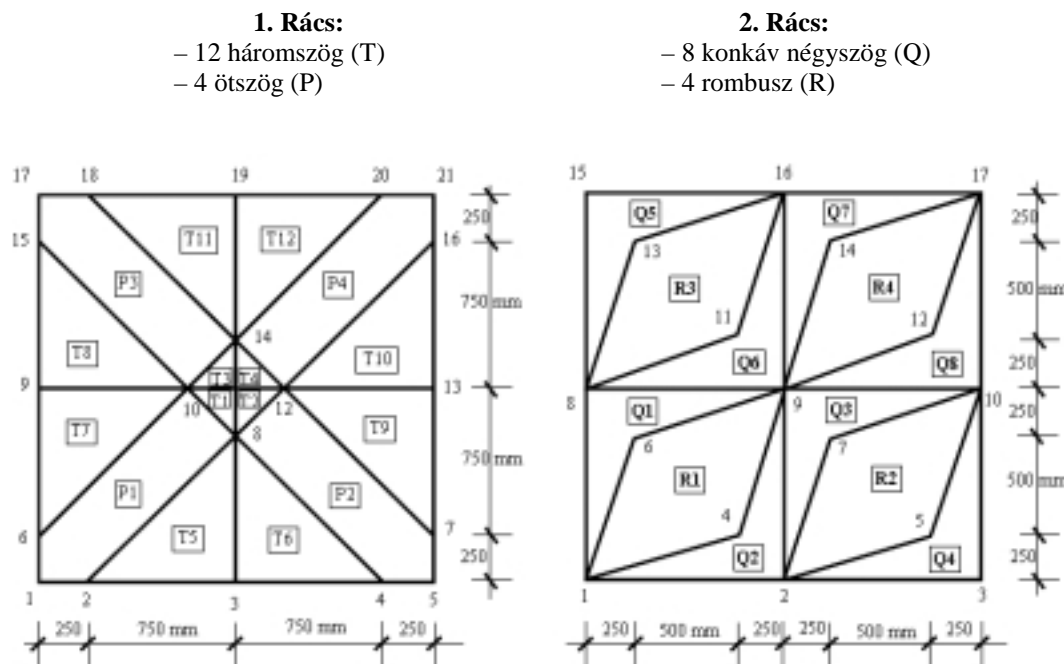 1. Rács:
– 12 háromszög (T)
– 4 ötszög (P)
2. Rács:
– 8 konkáv négyszög (Q)
– 4 rombusz (R)
17 18 19 20 21
250
15 T11 T12 16
P3 P4
750 mm
14
T8 T10
T3 T4
9 13
10 T1 T2 12
T7 8 T9
750 mm
P1 P2
6 7
T5 T6
250
1 2 3 4 5
250 750 mm 750 mm 250
15 16 17
Q5 Q7 250
13 14
R3 R4 500 mm
11 12
Q6 Q8 250
8 9 10
Q1 Q3 250
6 7
R1 R2 500 mm
4 5
Q2 Q4 250
1 2 3
250 500 mm 250 250 500 mm 250